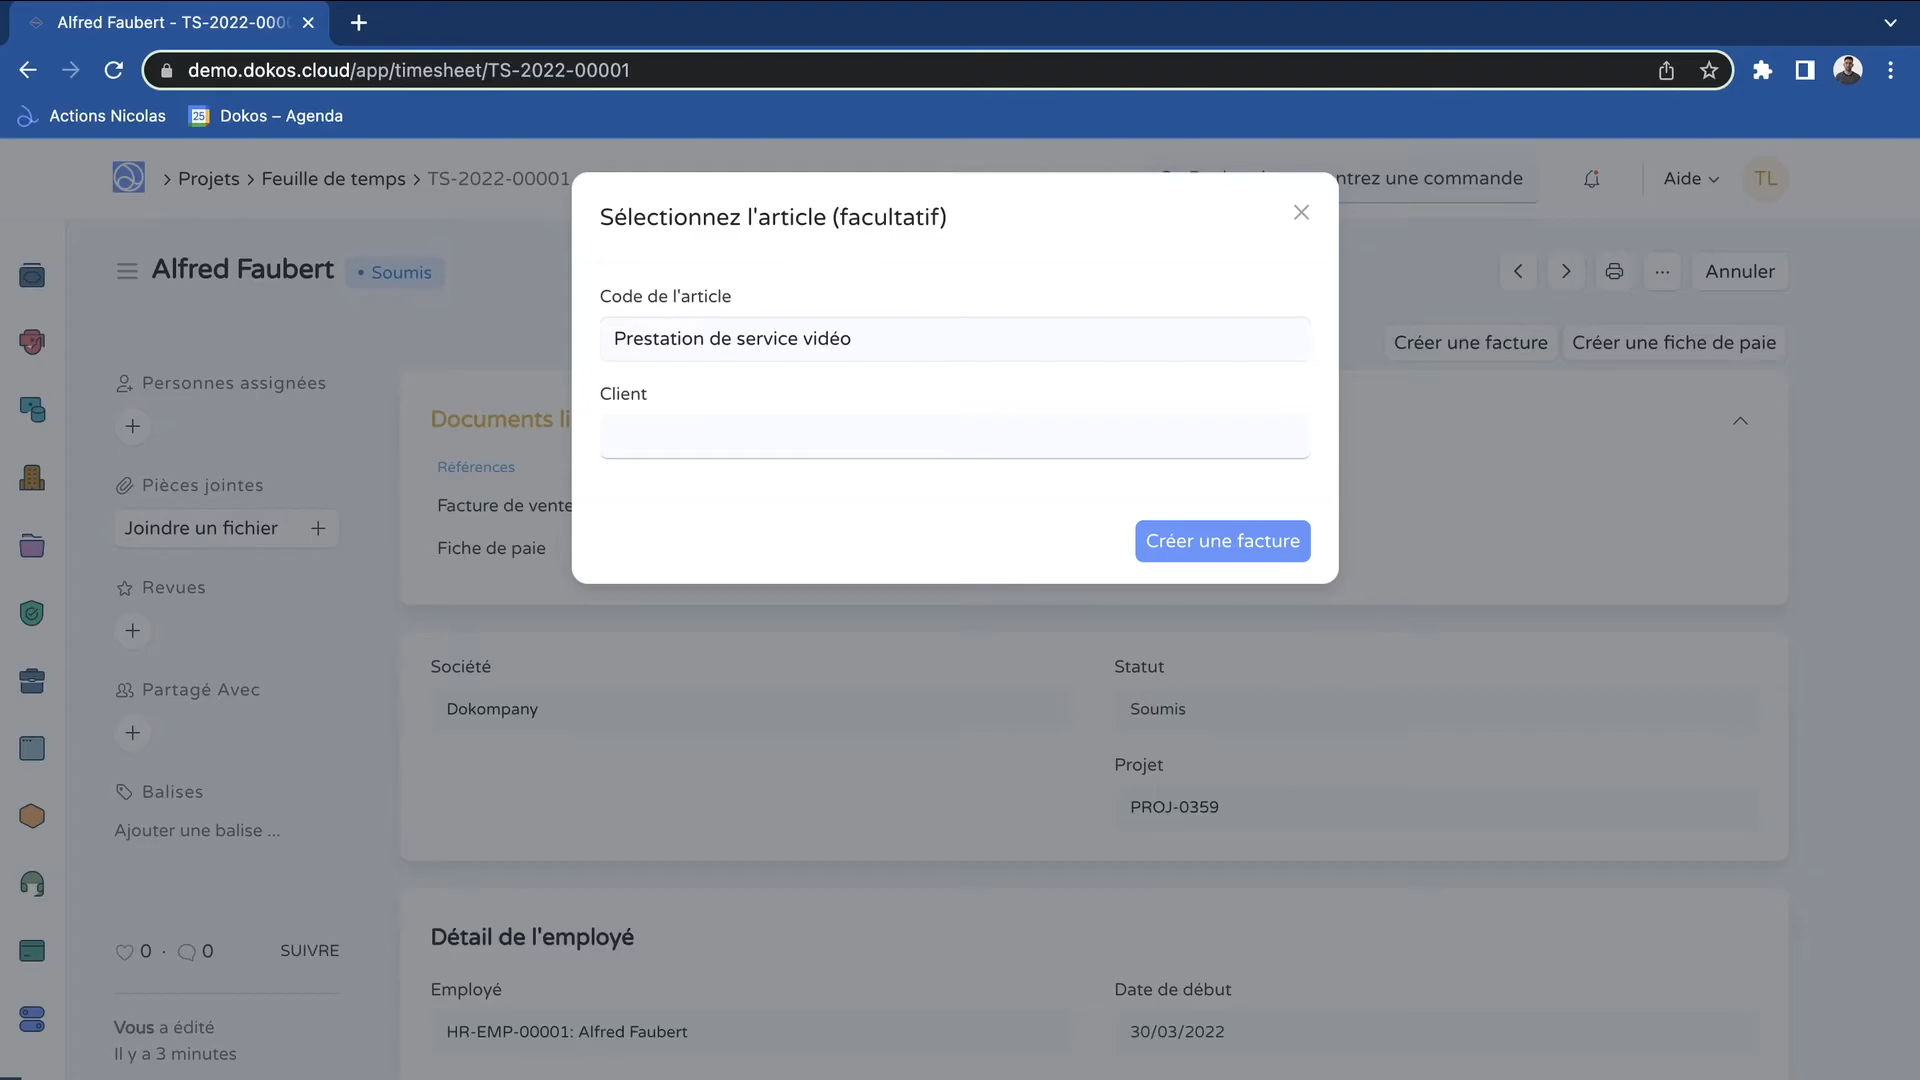 Alfred Faubert - TS-2022-000
demo.dokos.cloud/app/timesheet/TS-2022-00001
Actions Nicolas
25
Dokos – Agenda
> Projets > Feuille de temps > TS-2022-00001
ntrez une commande
Aide
TL
Sélectionnez l'article (facultatif)
Alfred Faubert
• Soumis
Annuler
Code de l'article
Prestation de service vidéo
Créer une facture
Créer une fiche de paie
Client
Créer une facture
Personnes assignées
Pièces jointes
Joindre un fichier
Revues
Partagé Avec
Balises
Ajouter une balise ...
0 · 0
SUIVRE
Vous a édité
Il y a 3 minutes
Documents li
Références
Facture de vente
Fiche de paie
Société
Dokompany
Statut
Soumis
Projet
PROJ-0359
Détail de l'employé
Employé
HR-EMP-00001: Alfred Faubert
Date de début
30/03/2022